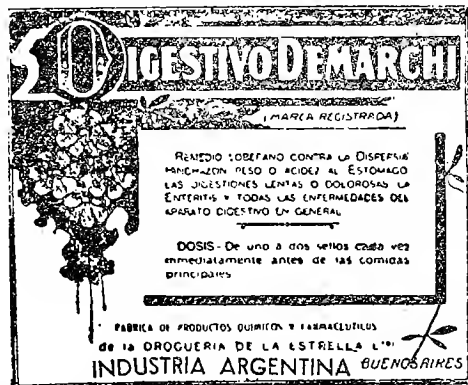 DIGESTIVO DEMARCHI
(MARCA REGISTRADA)
REMEDIO SOBERANO CONTRA LA DISPEPSIA
HINCHAZON PESO O ACIDEZ AL ESTOMAGO
LAS DIGESTIONES LENTAS O DOLOROSAS LA
ENTERITIS Y TODAS LAS ENFERMEDADES DEL
APARATO DIGESTIVO EN GENERAL
DOSIS - De uno a dos sellos cada vez
inmediatamente antes de las comidas
principales
FABRICA DE PRODUCTOS QUIMICOS Y FARMACEUTICOS
de la DROGUERIA DE LA ESTRELLA Lda
INDUSTRIA ARGENTINA BUENOS AIRES